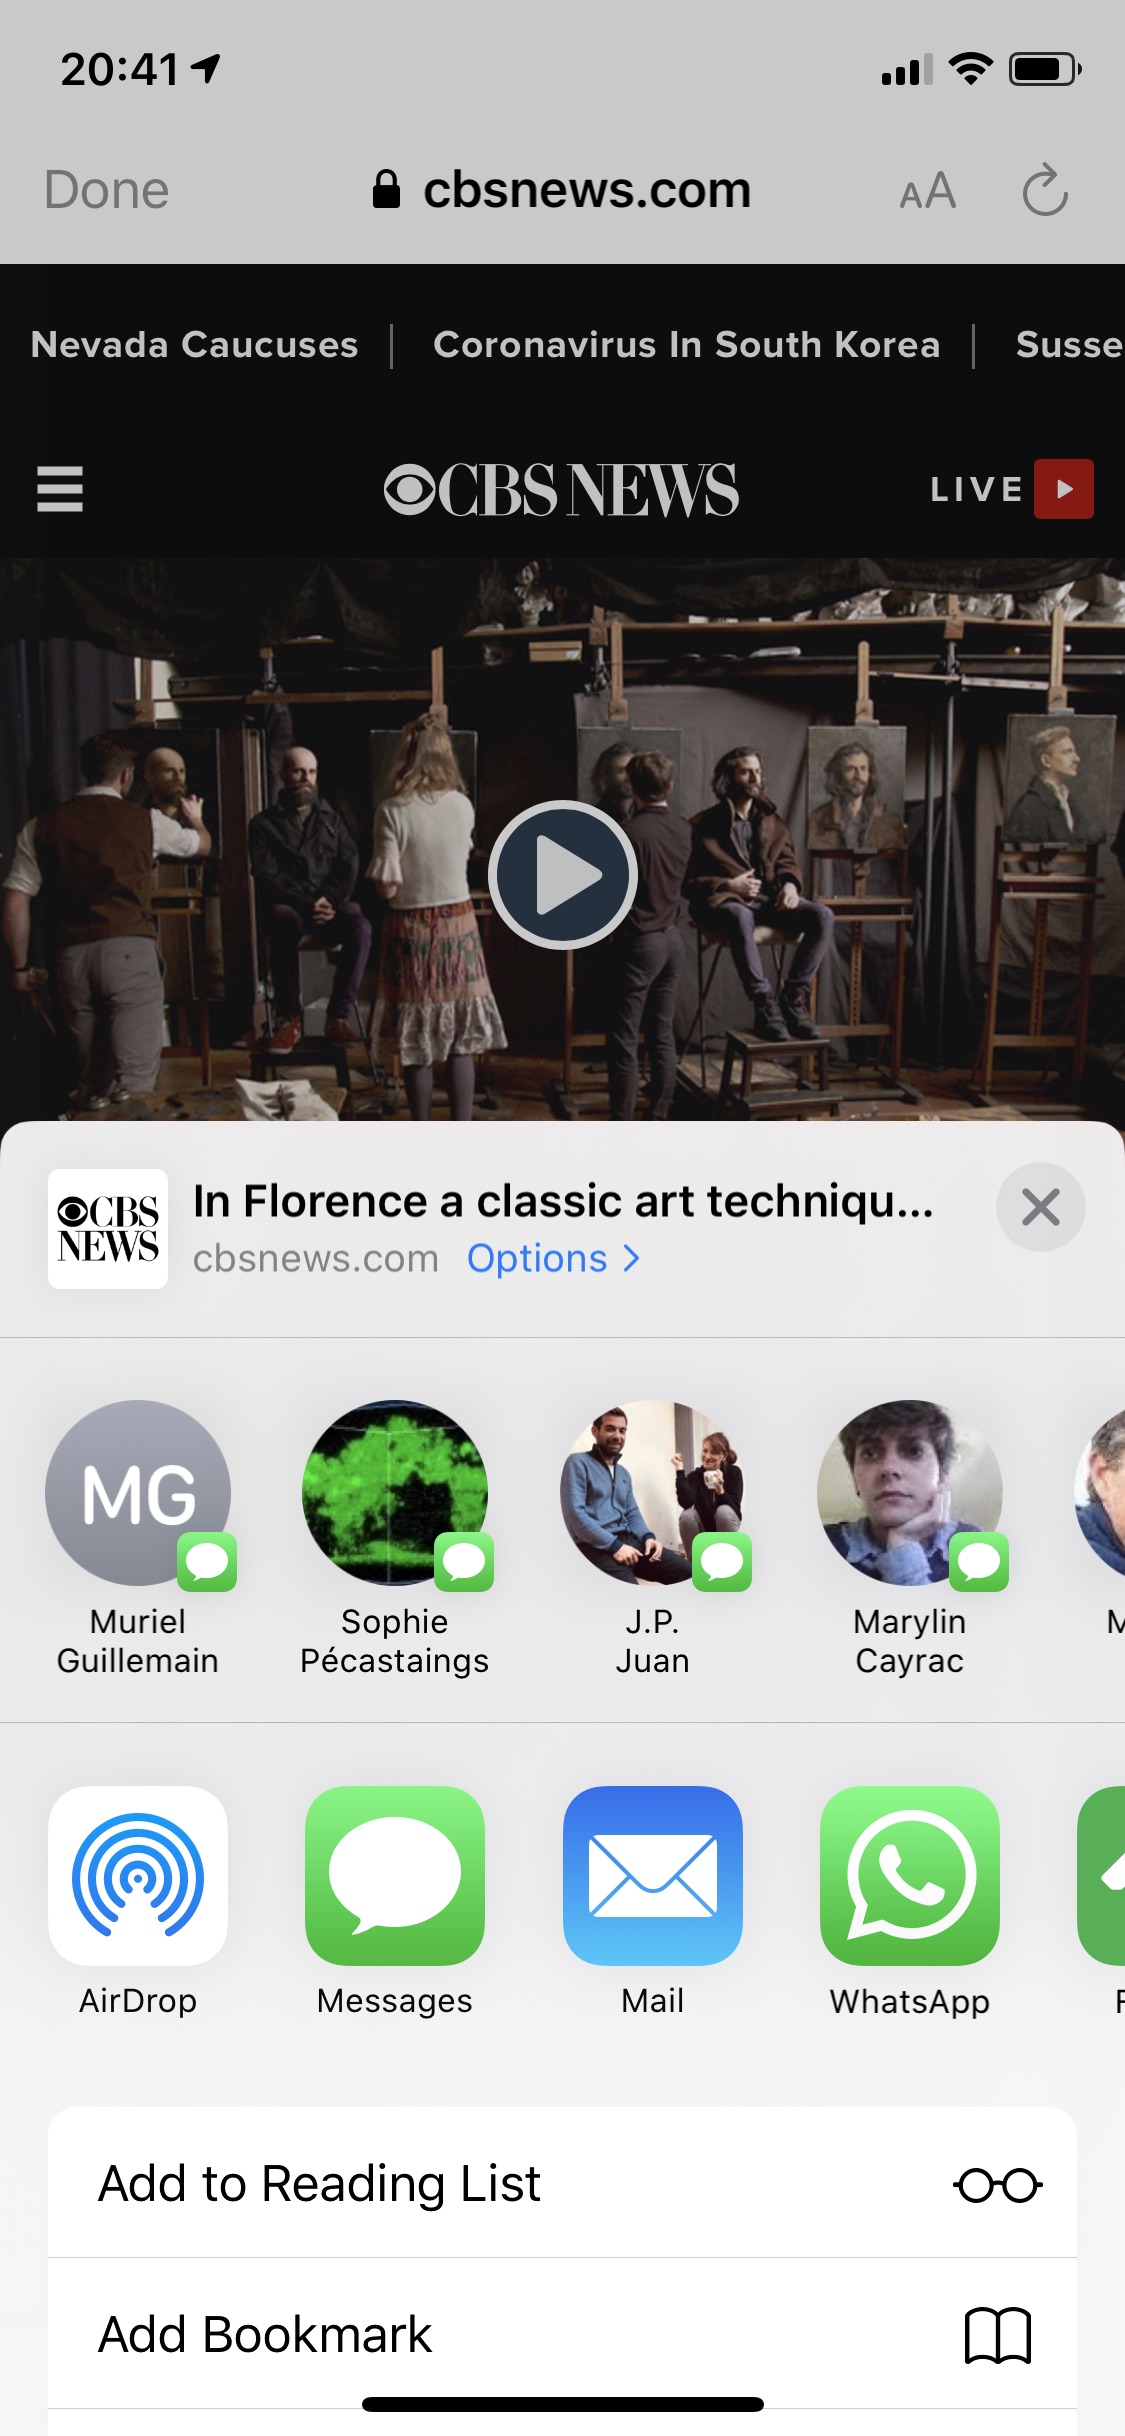 20:41
Done
cbsnews.com
AA
Nevada Caucuses | Coronavirus In South Korea | Susse
CBS NEWS
LIVE
CBS
NEWS
In Florence a classic art techniqu...
cbsnews.com Options >
MG
Muriel
Guillemain
Sophie
Pécastaings
J.P.
Juan
Marylin
Cayrac
M
AirDrop
Messages
Mail
WhatsApp
F
Add to Reading List
Add Bookmark